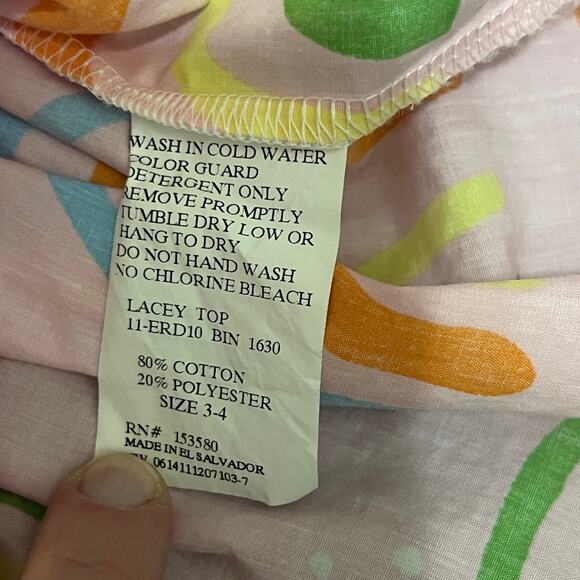 WASH IN COLD WATER
COLOR GUARD
DETERGENT ONLY
REMOVE PROMPTLY
TUMBLE DRY LOW OR
HANG TO DRY
DO NOT HAND WASH
NO CHLORINE BLEACH
LACEY TOP
11-ERD10 BIN 1630
80% COTTON
20% POLYESTER
SIZE 3-4
RN# 153580
MADE IN EL SALVADOR
0614111207103-7